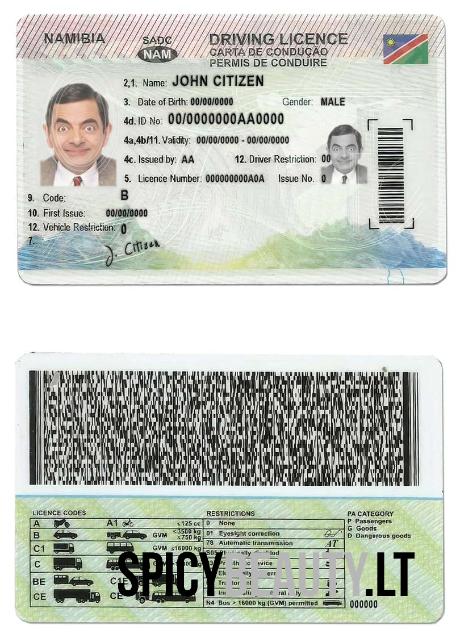 NAMIBIA
SADC
NAM
DRIVING LICENCE
CARTA DE CONDUÇÃO
PERMIS DE CONDUIRE
2,1. Name: JOHN CITIZEN
3. Date of Birth: 00/00/0000 Gender: MALE
4d. ID No: 00/0000000AA0000
4a,4b/11. Validity: 00/00/0000 - 00/00/0000
4c. Issued by: AA 12. Driver Restriction: 00
5. Licence Number: 000000000A0A Issue No. 0
9. Code: B
10. First Issue: 00/00/0000
12. Vehicle Restriction: 0
7.
J. Citizen
LICENCE CODES
A A1 ≤125 cc
B GVM ≤3500 kg ≤750 kg
C1 GVM ≤16000 kg
C
BE C1E
CE
RESTRICTIONS
0 None
01 Eyesight correction
78 Automatic transmission
N4 Bus > 16000 kg (GVM) permitted
PA CATEGORY
P Passengers
G Goods
D Dangerous goods
000000
SPICYBEAUTY.LT